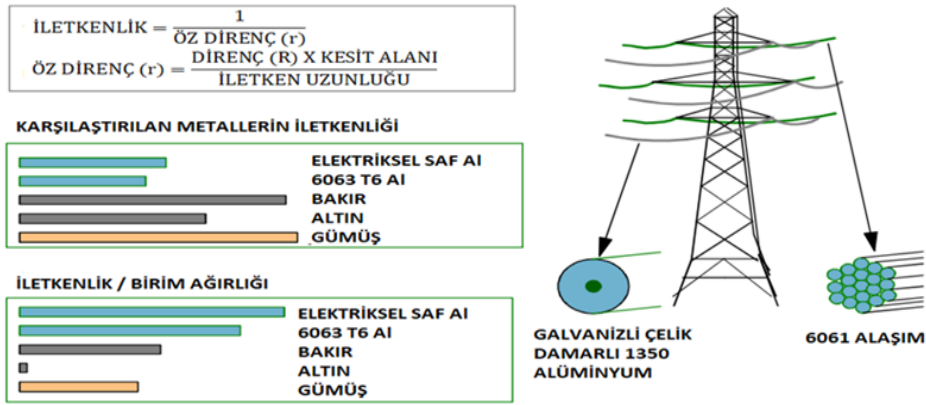 İLETKENLİK = 1 / ÖZ DİRENÇ (r)
ÖZ DİRENÇ (r) = DİRENÇ (R) X KESİT ALANI / İLETKEN UZUNLUĞU
KARŞILAŞTIRILAN METALLERİN İLETKENLİĞİ
ELEKTRİKSEL SAF Al
6063 T6 Al
BAKIR
ALTIN
GÜMÜŞ
İLETKENLİK / BİRİM AĞIRLIĞI
ELEKTRİKSEL SAF Al
6063 T6 Al
BAKIR
ALTIN
GÜMÜŞ
GALVANİZLİ ÇELİK
DAMARLI 1350
ALÜMİNYUM
6061 ALAŞIM